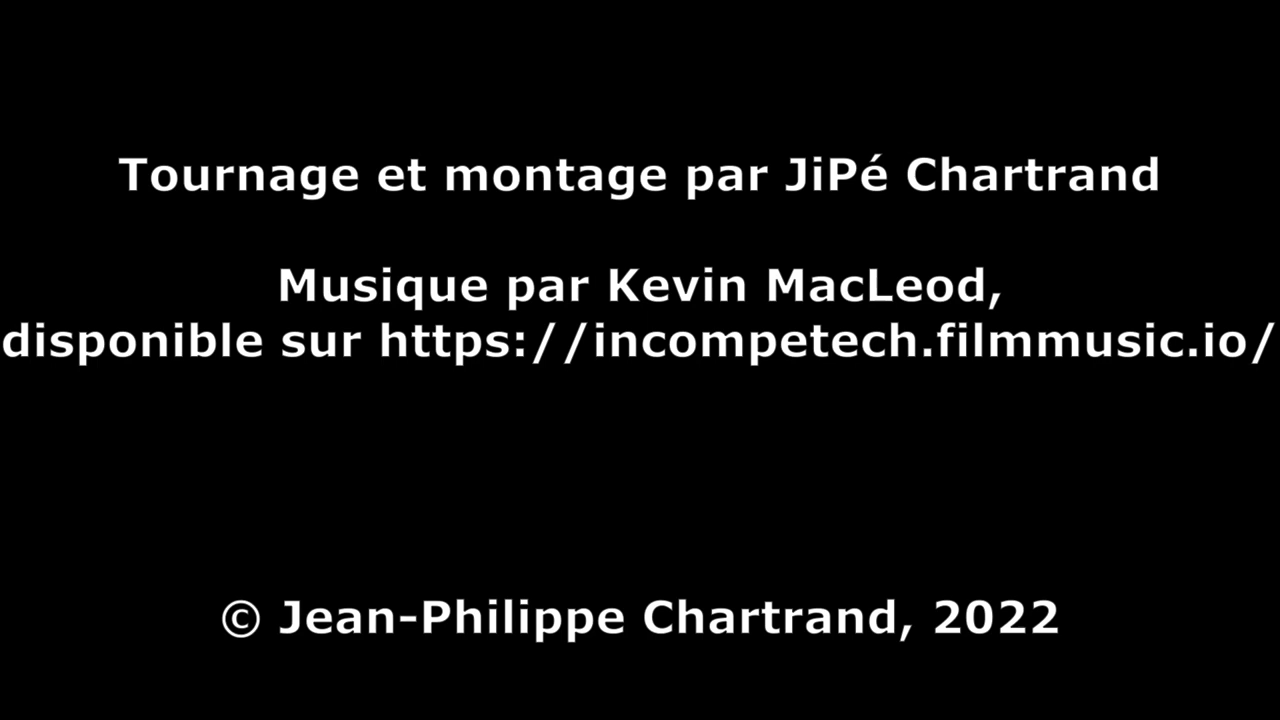 Tournage et montage par JiPé Chartrand
Musique par Kevin MacLeod,
disponible sur https://incompetech.filmmusic.io/
© Jean-Philippe Chartrand, 2022